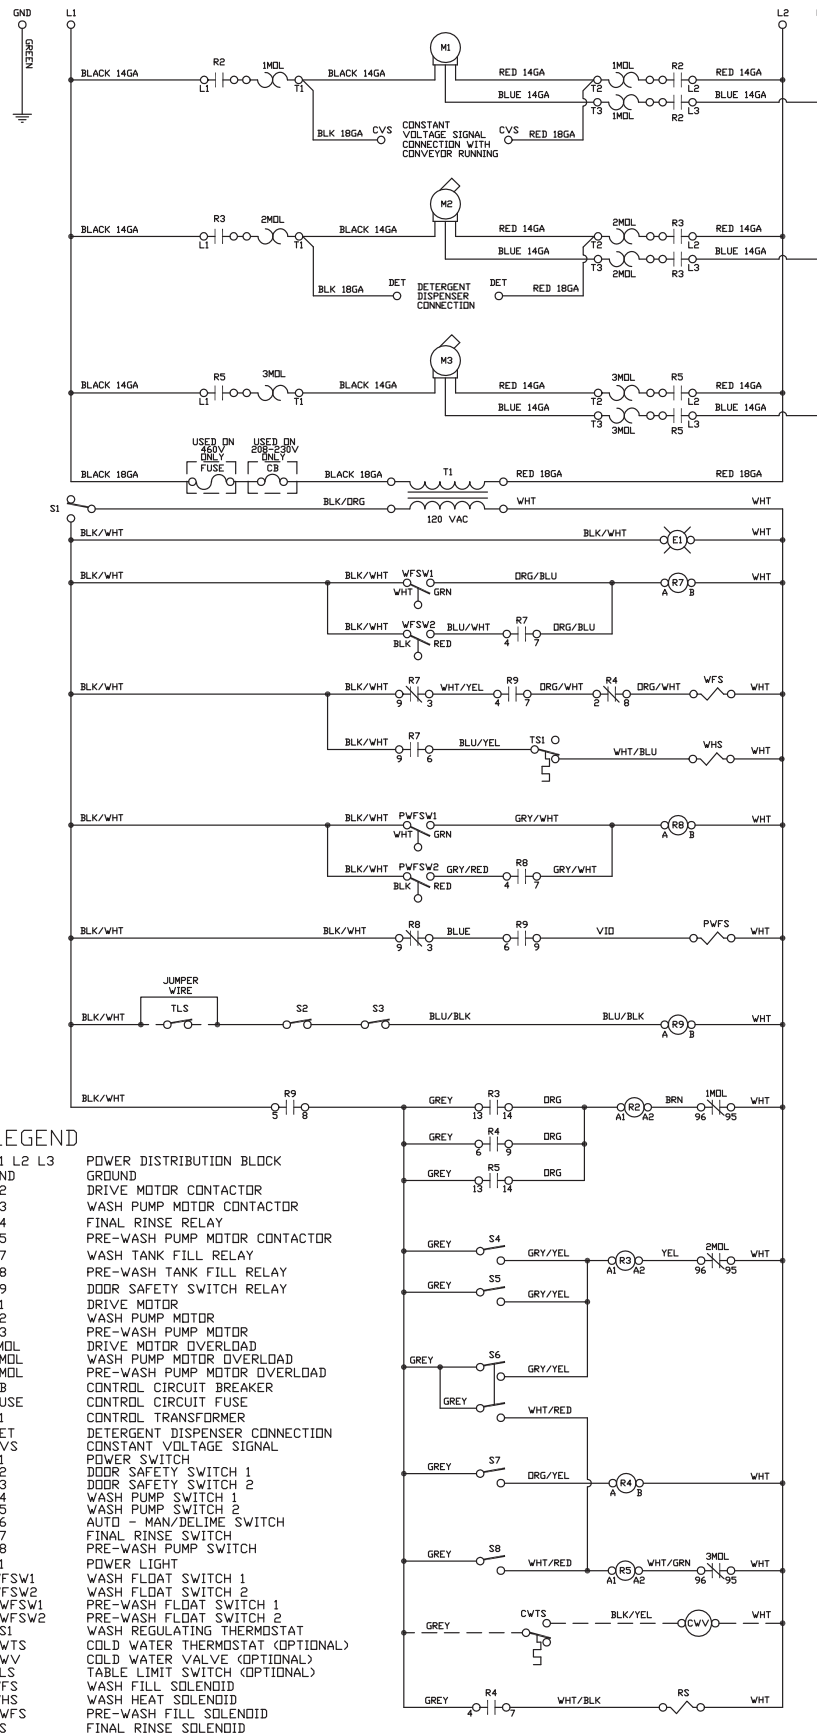 GND
L1
L2
GREEN
M1
BLACK 14GA
R2
1MOL
BLACK 14GA
RED 14GA
1MOL
R2
RED 14GA
L1
T1
T2
L2
BLUE 14GA
BLUE 14GA
T3
1MOL
R2
L3
BLK 18GA
CVS
CONSTANT
VOLTAGE SIGNAL
CONNECTION WITH
CONVEYOR RUNNING
CVS
RED 18GA
M2
BLACK 14GA
R3
2MOL
BLACK 14GA
RED 14GA
2MOL
R3
RED 14GA
L1
T1
T2
L2
BLUE 14GA
BLUE 14GA
T3
2MOL
R3
L3
BLK 18GA
DET
DETERGENT
DISPENSER
CONNECTION
DET
RED 18GA
M3
BLACK 14GA
R5
3MOL
BLACK 14GA
RED 14GA
3MOL
R5
RED 14GA
L1
T1
T2
L2
BLUE 14GA
BLUE 14GA
T3
3MOL
R5
L3
USED ON
460V
ONLY
FUSE
USED ON
208-230V
ONLY
CB
BLACK 18GA
BLACK 18GA
T1
RED 18GA
RED 18GA
S1
BLK/ORG
WHT
WHT
120 VAC
BLK/WHT
BLK/WHT
E1
WHT
BLK/WHT
BLK/WHT
WFSW1
ORG/BLU
R7
WHT
WHT
GRN
A
B
BLK/WHT
WFSW2
BLU/WHT
R7
ORG/BLU
BLK
RED
4
7
BLK/WHT
BLK/WHT
R7
WHT/YEL
R9
ORG/WHT
R4
ORG/WHT
WFS
WHT
9
3
4
7
2
8
BLK/WHT
R7
BLU/YEL
TS1
WHT/BLU
WHS
WHT
9
6
BLK/WHT
BLK/WHT
PWFSW1
GRY/WHT
R8
WHT
WHT
GRN
A
B
BLK/WHT
PWFSW2
GRY/RED
R8
GRY/WHT
BLK
RED
4
7
BLK/WHT
BLK/WHT
R8
BLUE
R9
VIO
PWFS
WHT
9
3
6
9
JUMPER
WIRE
BLK/WHT
TLS
S2
S3
BLU/BLK
BLU/BLK
R9
WHT
A
B
BLK/WHT
R9
GREY
R3
ORG
R2
BRN
1MOL
WHT
5
8
13
14
A1
A2
96
95
GREY
R4
ORG
6
9
GREY
R5
ORG
13
14
GREY
S4
GRY/YEL
R3
YEL
2MOL
WHT
A1
A2
96
95
S5
GREY
GRY/YEL
GREY
S6
GRY/YEL
GREY
WHT/RED
GREY
S7
ORG/YEL
R4
WHT
A
B
GREY
S8
WHT/RED
R5
WHT/GRN
3MOL
WHT
A1
A2
96
95
GREY
CWTS
BLK/YEL
CWV
WHT
GREY
R4
WHT/BLK
RS
WHT
4
7
LEGEND
1 L2 L3 POWER DISTRIBUTION BLOCK
ND GROUND
2 DRIVE MOTOR CONTACTOR
3 WASH PUMP MOTOR CONTACTOR
4 FINAL RINSE RELAY
5 PRE-WASH PUMP MOTOR CONTACTOR
7 WASH TANK FILL RELAY
8 PRE-WASH TANK FILL RELAY
9 DOOR SAFETY SWITCH RELAY
1 DRIVE MOTOR
2 WASH PUMP MOTOR
3 PRE-WASH PUMP MOTOR
MOL DRIVE MOTOR OVERLOAD
MOL WASH PUMP MOTOR OVERLOAD
MOL PRE-WASH PUMP MOTOR OVERLOAD
B CONTROL CIRCUIT BREAKER
USE CONTROL CIRCUIT FUSE
1 CONTROL TRANSFORMER
ET DETERGENT DISPENSER CONNECTION
VS CONSTANT VOLTAGE SIGNAL
1 POWER SWITCH
2 DOOR SAFETY SWITCH 1
3 DOOR SAFETY SWITCH 2
4 WASH PUMP SWITCH 1
5 WASH PUMP SWITCH 2
6 AUTO - MAN/DELIME SWITCH
7 FINAL RINSE SWITCH
8 PRE-WASH PUMP SWITCH
1 POWER LIGHT
FSW1 WASH FLOAT SWITCH 1
FSW2 WASH FLOAT SWITCH 2
WFSW1 PRE-WASH FLOAT SWITCH 1
WFSW2 PRE-WASH FLOAT SWITCH 2
S1 WASH REGULATING THERMOSTAT
WTS COLD WATER THERMOSTAT (OPTIONAL)
WV COLD WATER VALVE (OPTIONAL)
LS TABLE LIMIT SWITCH (OPTIONAL)
FS WASH FILL SOLENOID
HS WASH HEAT SOLENOID
WFS PRE-WASH FILL SOLENOID
S FINAL RINSE SOLENOID